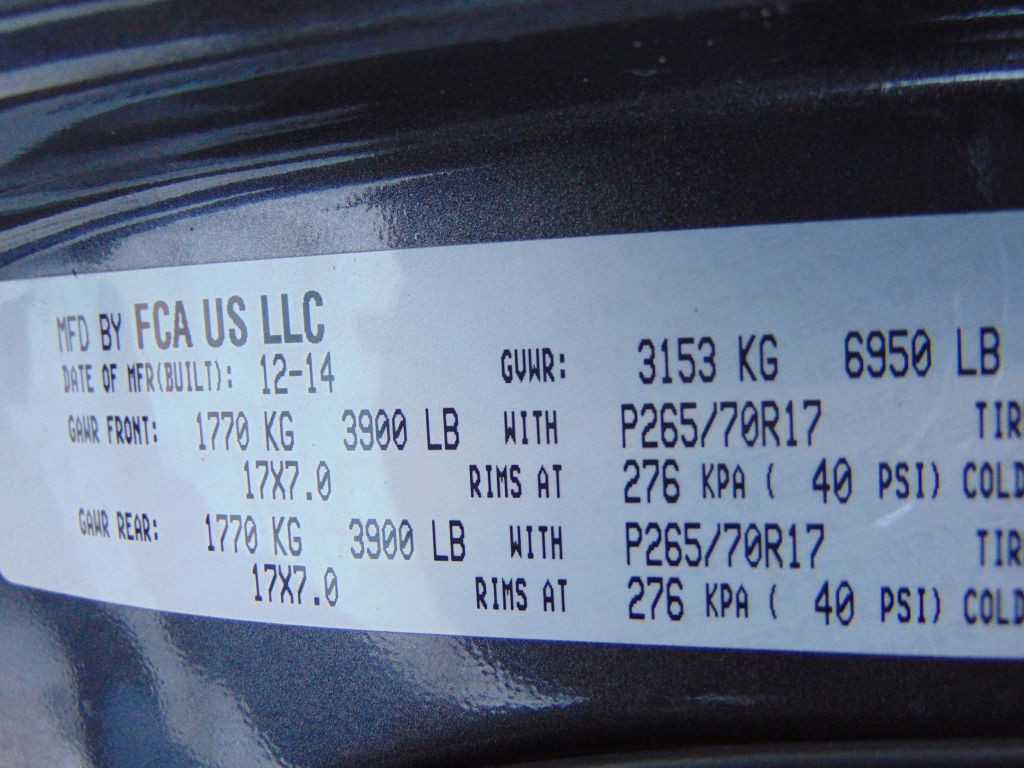 MFD BY FCA US LLC
DATE OF MFR(BUILT): 12-14 GVWR: 3153 KG 6950 LB
GAWR FRONT: 1770 KG 3900 LB WITH P265/70R17 TIR
17X7.0 RIMS AT 276 KPA ( 40 PSI) COLD
GAWR REAR: 1770 KG 3900 LB WITH P265/70R17 TIR
17X7.0 RIMS AT 276 KPA ( 40 PSI) COLD